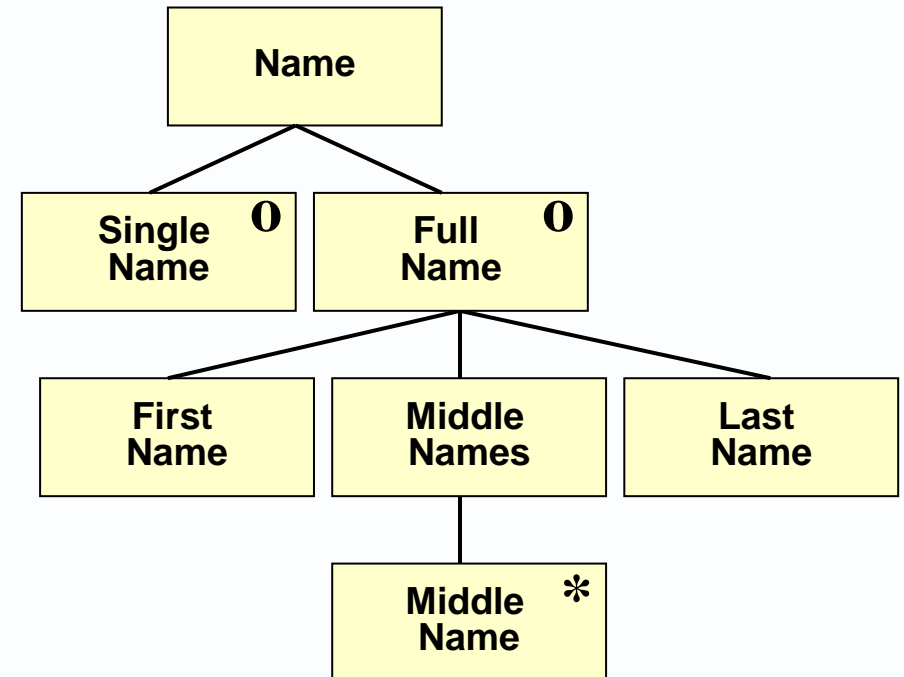 Name
Single o
Name
Full o
Name
First
Name
Middle
Names
Last
Name
Middle *
Name